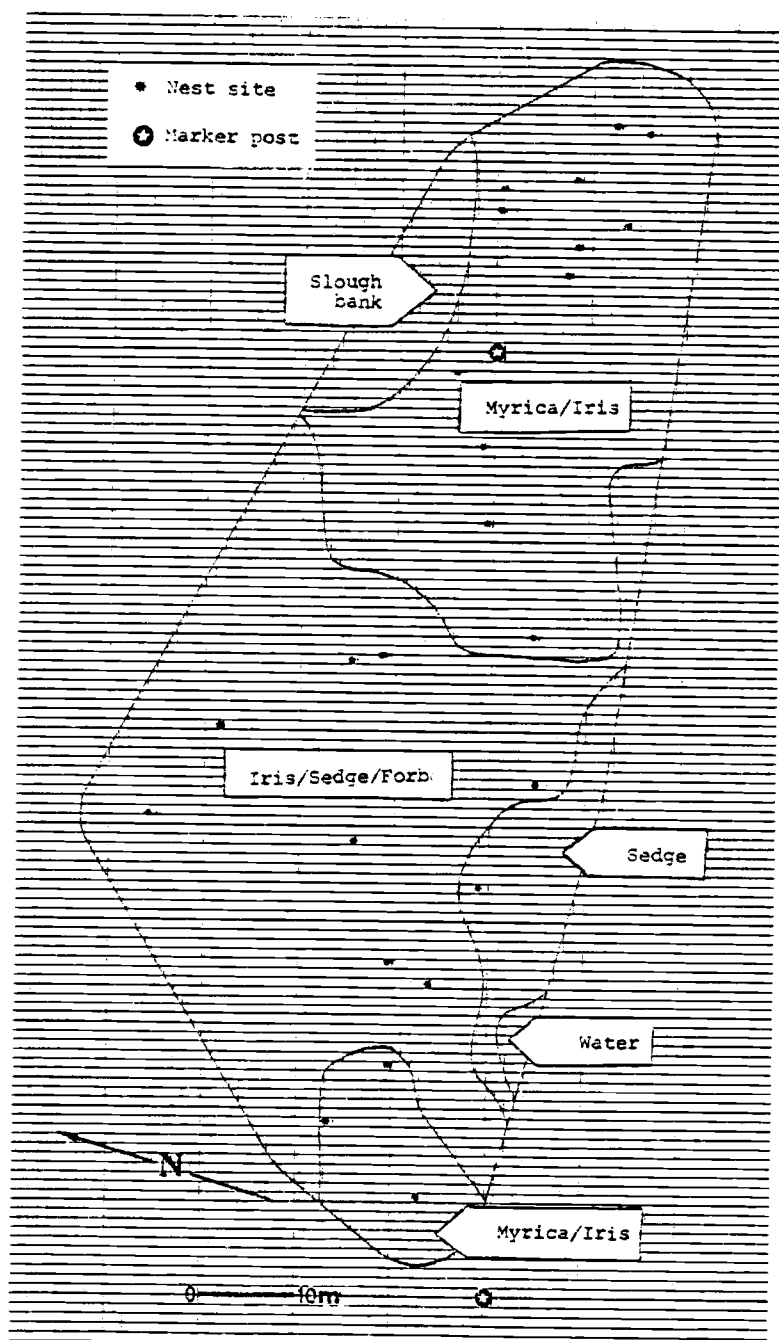 Nest site
Marker post
Slough
bank
Myrica/Iris
Iris/Sedge/Forb
Sedge
Water
N
Myrica/Iris
0 10m